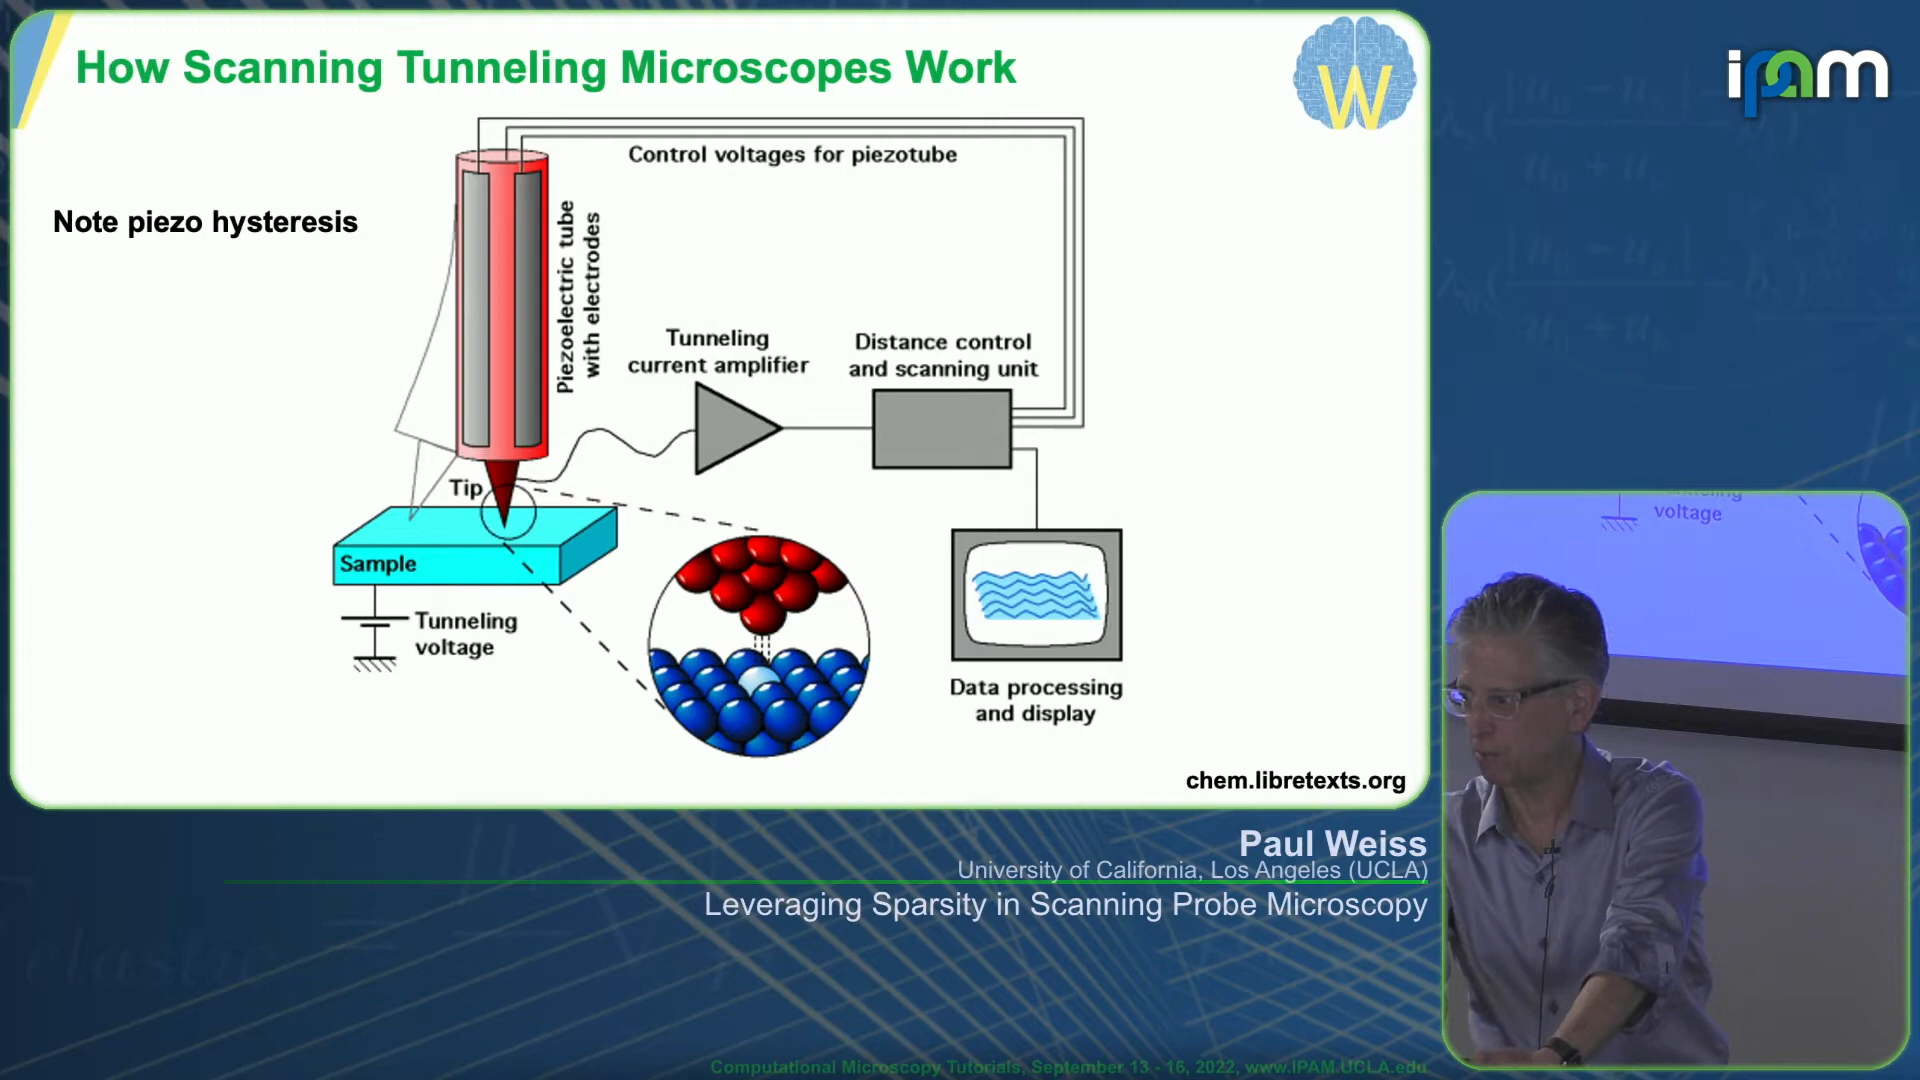 How Scanning Tunneling Microscopes Work
W
ipam
Control voltages for piezotube
Note piezo hysteresis
Piezoelectric tube
with electrodes
Tunneling
current amplifier
Distance control
and scanning unit
Tip
Sample
Tunneling
voltage
Data processing
and display
chem.libretexts.org
voltage
Paul Weiss
University of California, Los Angeles (UCLA)
Leveraging Sparsity in Scanning Probe Microscopy
Computational Microscopy Tutorials, September 13 - 16, 2022, www.IPAM.UCLA.edu